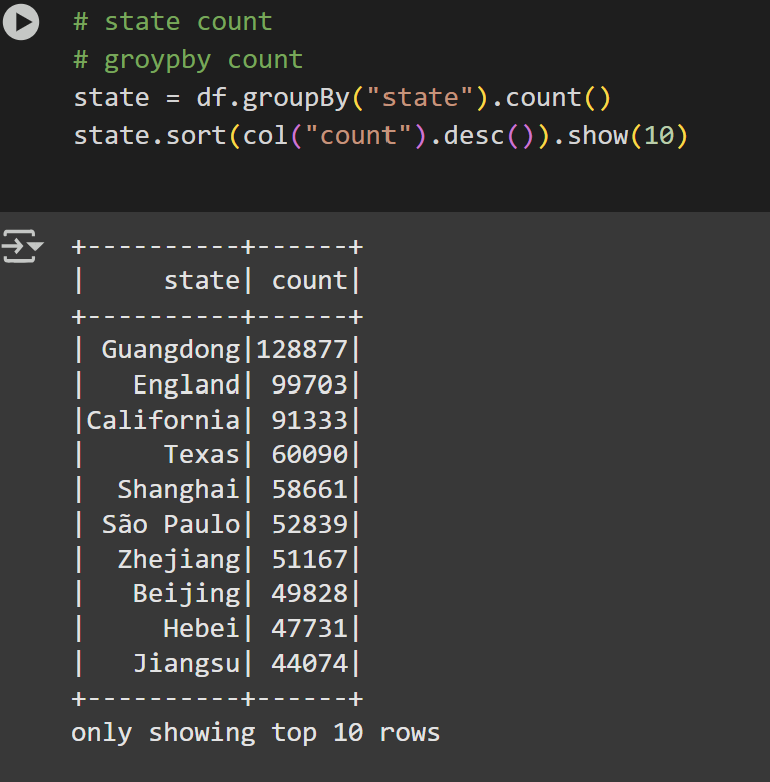 # state count
# groypby count
state = df.groupBy("state").count()
state.sort(col("count").desc()).show(10)
+----------+------+
|     state| count|
+----------+------+
| Guangdong|128877|
|   England| 99703|
|California| 91333|
|     Texas| 60090|
|  Shanghai| 58661|
| São Paulo| 52839|
|  Zhejiang| 51167|
|   Beijing| 49828|
|     Hebei| 47731|
|   Jiangsu| 44074|
+----------+------+
only showing top 10 rows